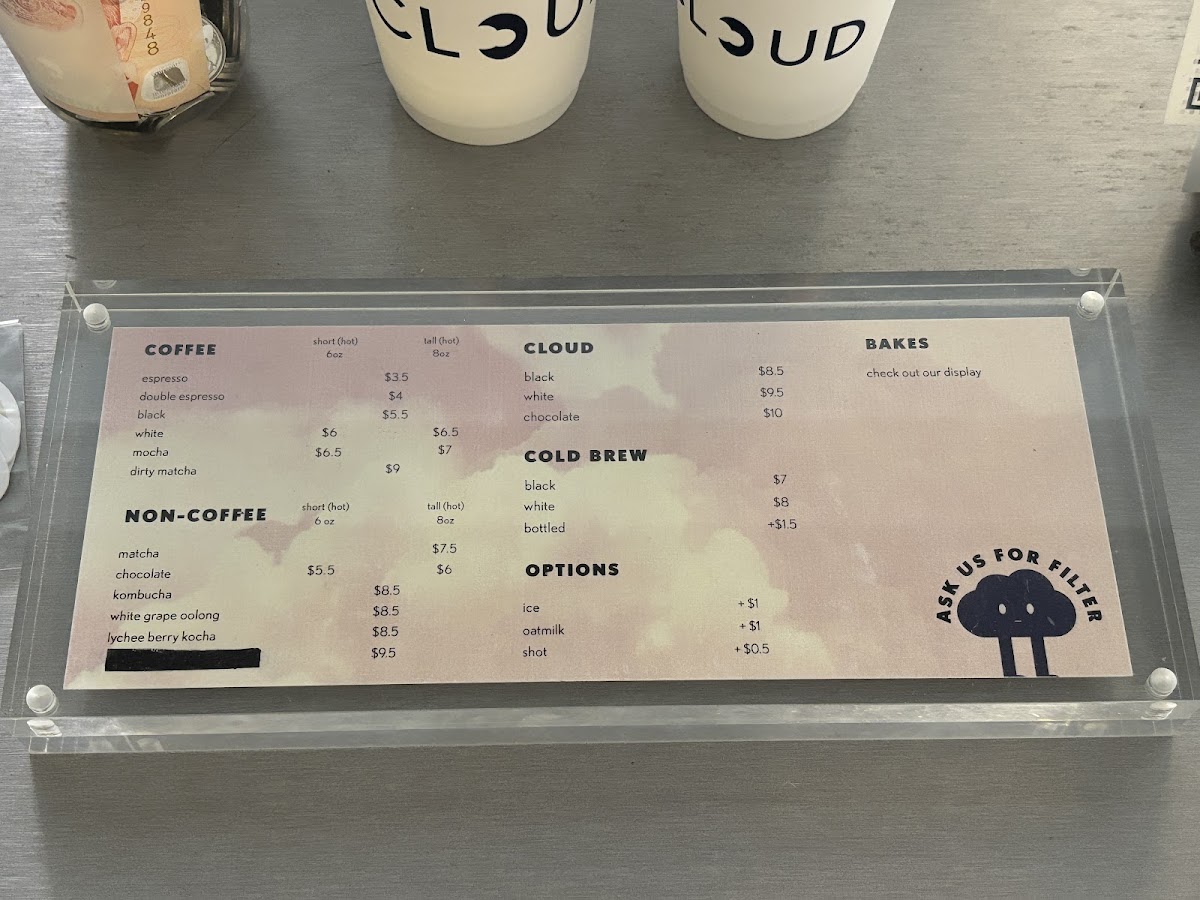 9848
CLOUD
CLOUD
COFFEE short (hot) 6oz tall (hot) 8oz
espresso $3.5
double espresso $4
black $5.5
white $6 $6.5
mocha $6.5 $7
dirty matcha $9
NON-COFFEE short (hot) 6 oz tall (hot) 8oz
matcha $7.5
chocolate $5.5 $6
kombucha $8.5
white grape oolong $8.5
lychee berry kocha $8.5
$9.5
CLOUD
black $8.5
white $9.5
chocolate $10
COLD BREW
black $7
white $8
bottled +$1.5
OPTIONS
ice + $1
oatmilk + $1
shot + $0.5
BAKES
check out our display
ASK US FOR FILTER